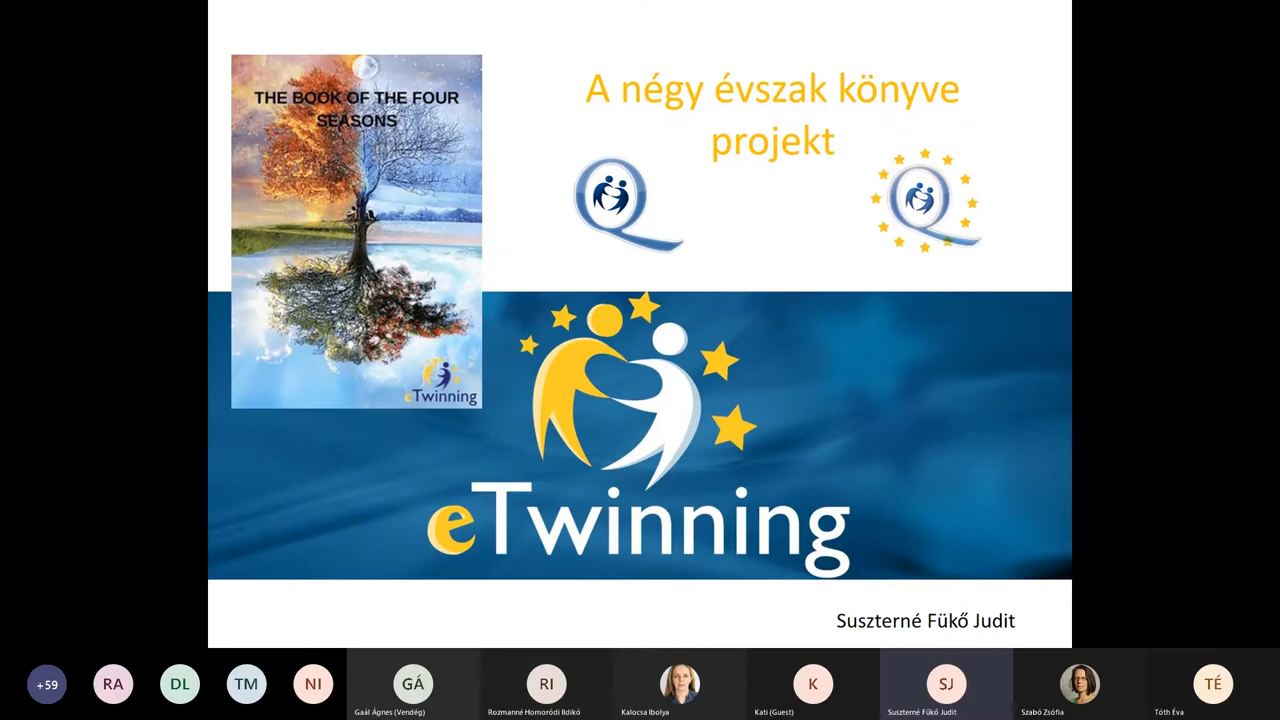 THE BOOK OF THE FOUR
SEASONS
eTwinning
A négy évszak könyve
projekt
eTwinning
Suszterné Fükő Judit
+59
RA
DL
TM
NI
GÁ
Gaál Ágnes (Vendég)
RI
Rozmanné Homoródi Ildikó
Kalocsa Ibolya
K
Kati (Guest)
SJ
Suszterné Fükő Judit
Szabó Zsófia
TÉ
Tóth Éva